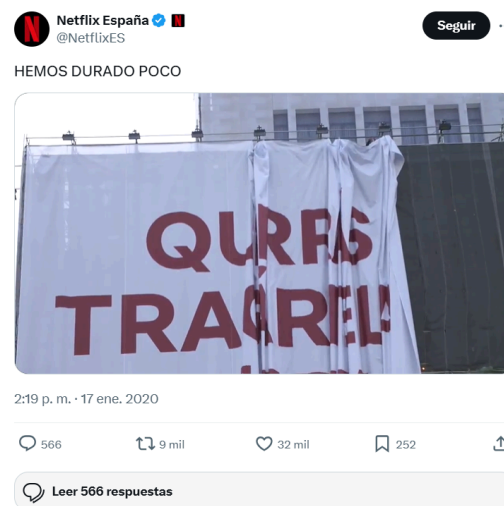 Netflix España
@NetflixES
Seguir
HEMOS DURADO POCO
2:19 p. m. · 17 ene. 2020
566
9 mil
32 mil
252
Leer 566 respuestas